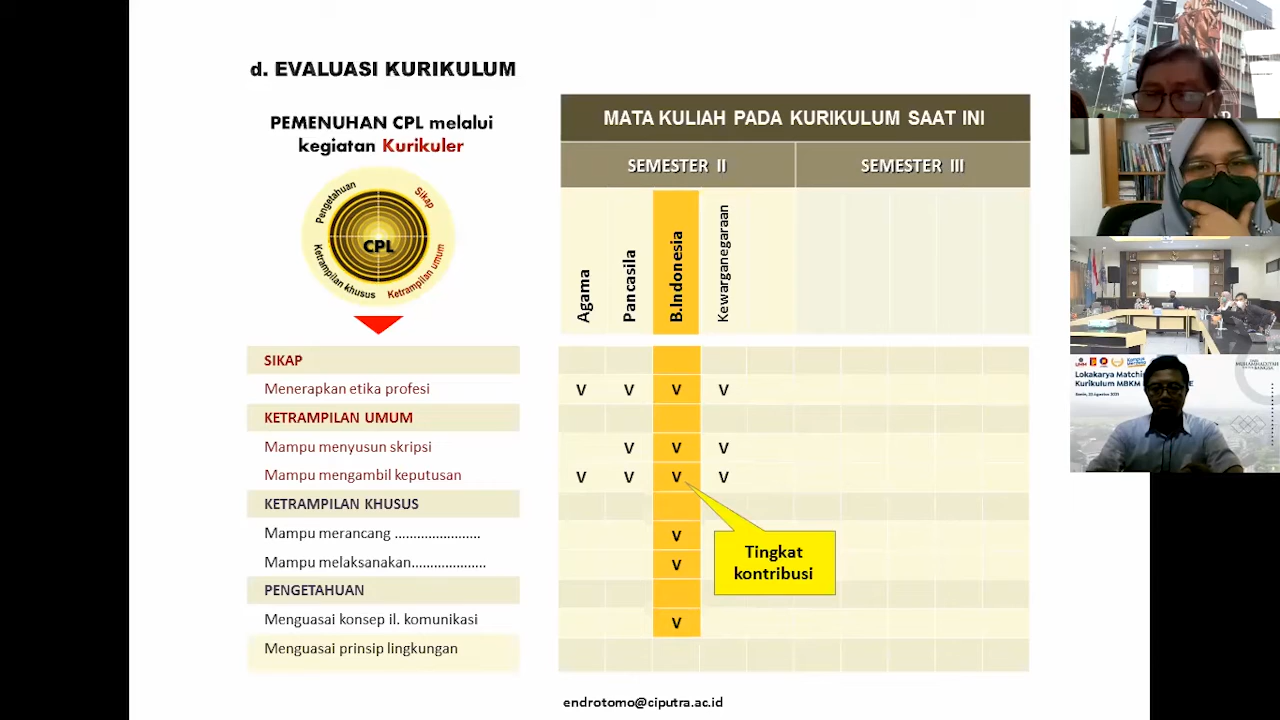 d. EVALUASI KURIKULUM
PEMENUHAN CPL melalui
kegiatan Kurikuler
Pengetahuan
Sikap
CPL
Ketrampilan khusus
Ketrampilan umum
MATA KULIAH PADA KURIKULUM SAAT INI
SEMESTER II
SEMESTER III
Agama
Pancasila
B.Indonesia
Kewarganegaraan
SIKAP
Menerapkan etika profesi
V V V V
KETRAMPILAN UMUM
Mampu menyusun skripsi
V V V
Mampu mengambil keputusan
V V V V
KETRAMPILAN KHUSUS
Mampu merancang .......................
V
Mampu melaksanakan....................
V
PENGETAHUAN
Menguasai konsep il. komunikasi
V
Menguasai prinsip lingkungan
Tingkat
kontribusi
endrotomo@ciputra.ac.id
Lokakarya Matchi
Kurikulum MBKM